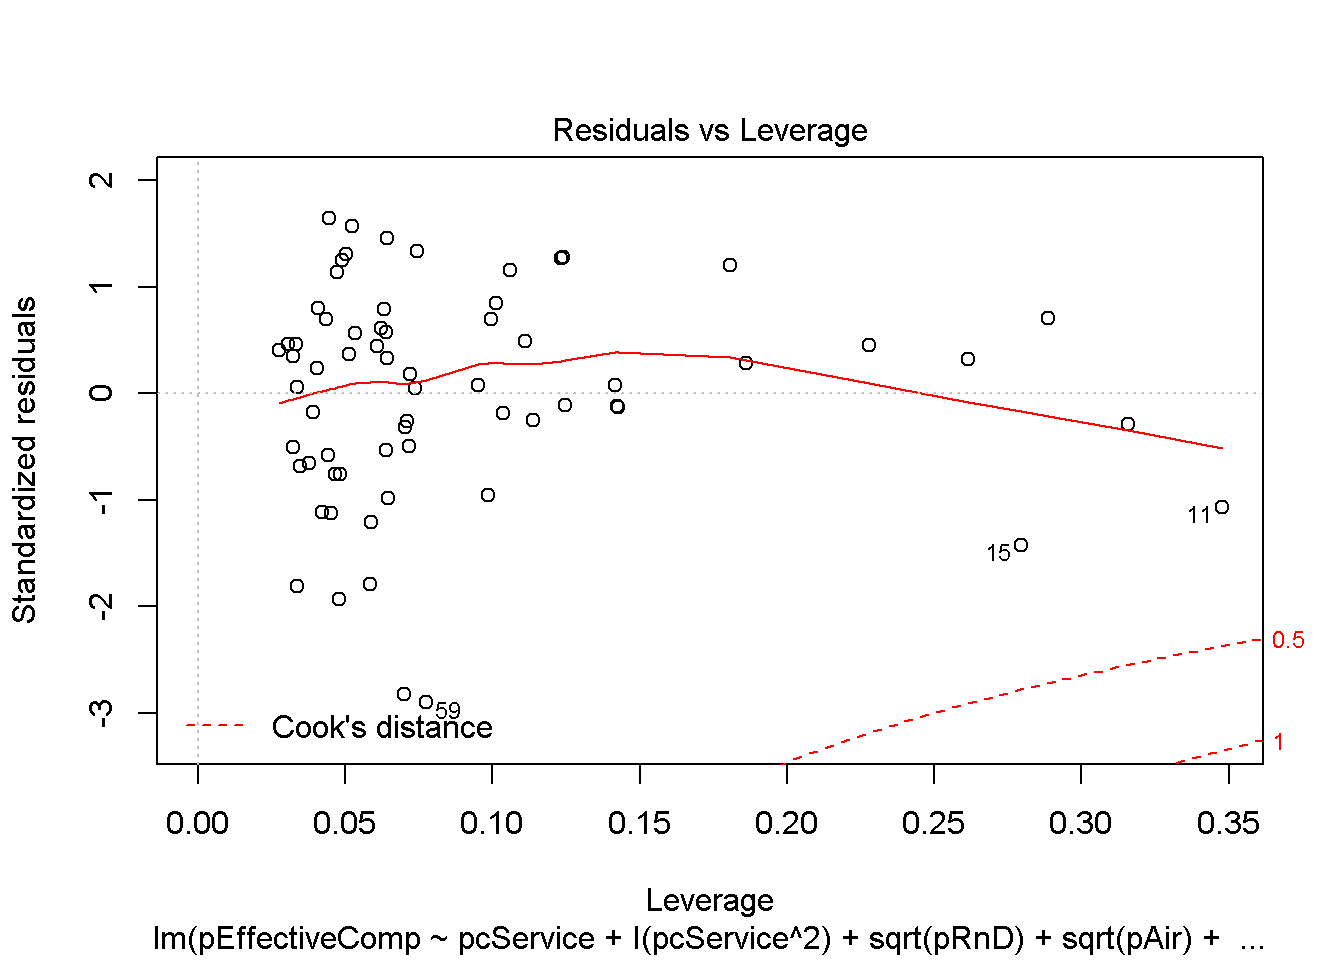 Residuals vs Leverage
Standardized residuals
2
1
0
-1
-2
-3
11
15
59
0.5
1
Cook's distance
0.00 0.05 0.10 0.15 0.20 0.25 0.30 0.35
Leverage
lm(pEffectiveComp ~ pcService + I(pcService^2) + sqrt(pRnD) + sqrt(pAir) + ...